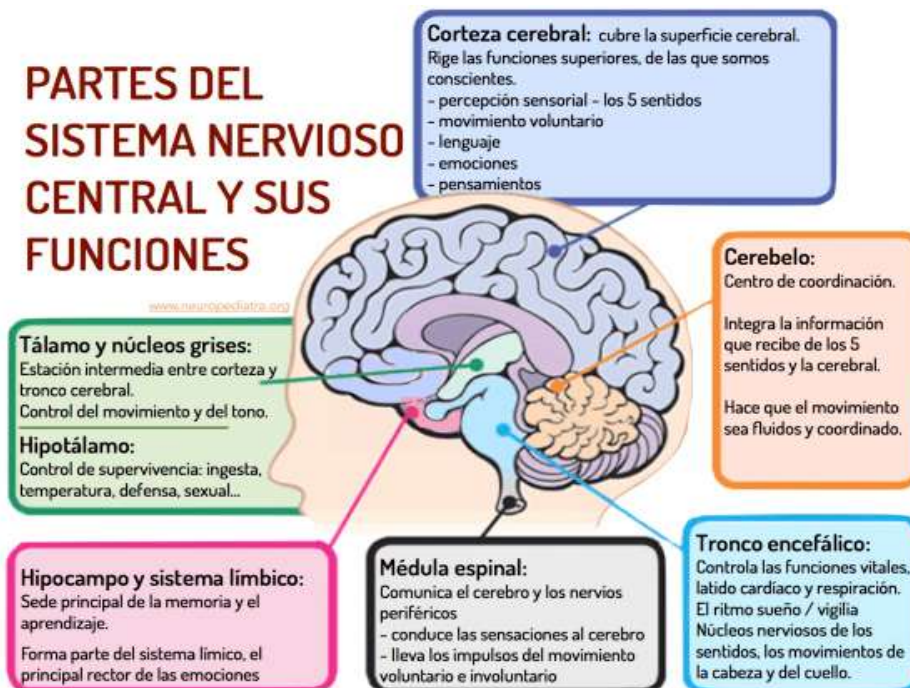 PARTES DEL
SISTEMA NERVIOSO
CENTRAL Y SUS
FUNCIONES
www.neuropediatra.org
Corteza cerebral: cubre la superficie cerebral.
Rige las funciones superiores, de las que somos
conscientes.
- percepción sensorial - los 5 sentidos
- movimiento voluntario
- lenguaje
- emociones
- pensamientos
Cerebelo:
Centro de coordinación.
Integra la información
que recibe de los 5
sentidos y la cerebral.
Hace que el movimiento
sea fluidos y coordinado.
Tálamo y núcleos grises:
Estación intermedia entre corteza y
tronco cerebral.
Control del movimiento y del tono.
Hipotálamo:
Control de supervivencia: ingesta,
temperatura, defensa, sexual...
Hipocampo y sistema límbico:
Sede principal de la memoria y el
aprendizaje.
Forma parte del sistema límico, el
principal rector de las emociones
Médula espinal:
Comunica el cerebro y los nervios
periféricos
- conduce las sensaciones al cerebro
- lleva los impulsos del movimiento
voluntario e involuntario
Tronco encefálico:
Controla las funciones vitales,
latido cardíaco y respiración.
El ritmo sueño / vigilia
Núcleos nerviosos de los
sentidos, los movimientos de
la cabeza y del cuello.